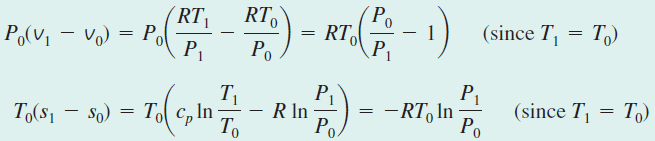 P₀(v₁ − v₀) = P₀(RT₁/P₁ − RT₀/P₀) = RT₀(P₀/P₁ − 1) (since T₁ = T₀)
T₀(s₁ − s₀) = T₀(cₚ ln T₁/T₀ − R ln P₁/P₀) = −RT₀ ln P₁/P₀ (since T₁ = T₀)